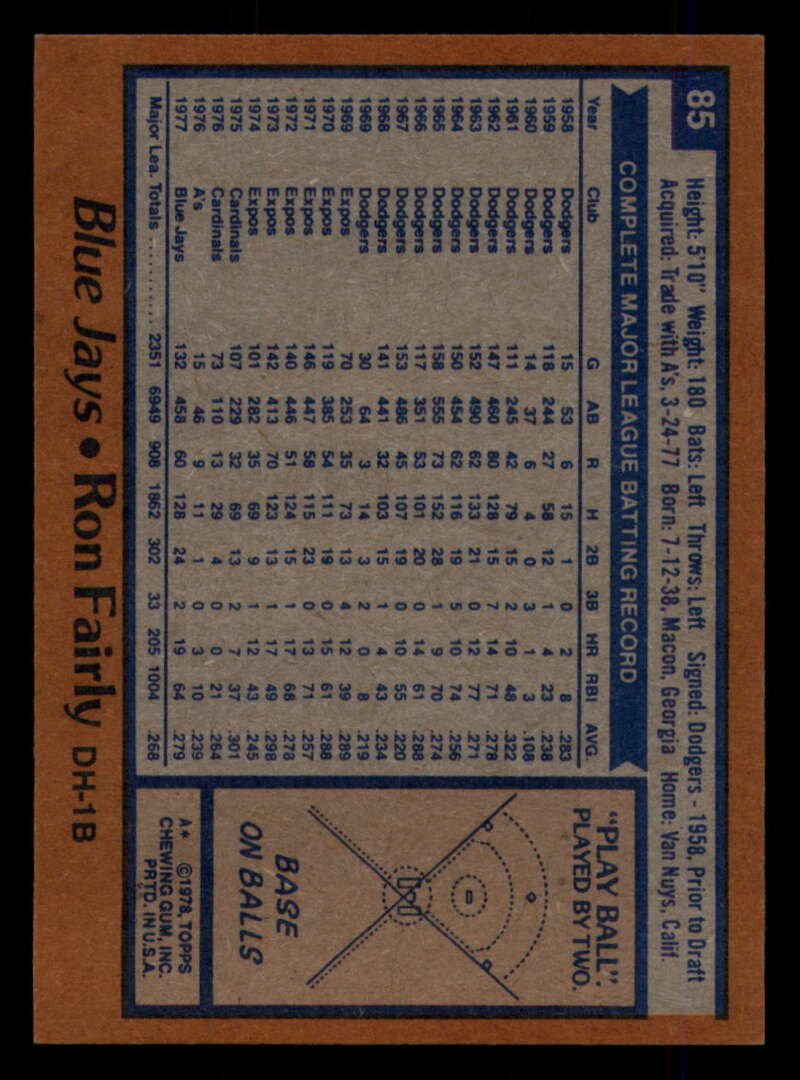 85
Height: 5'10" Weight: 180 Bats: Left Throws: Left Signed: Dodgers - 1958, Prior to Draft
Acquired: Trade with A's, 3-24-77 Born: 7-12-38, Macon, Georgia Home: Van Nuys, Calif.
COMPLETE MAJOR LEAGUE BATTING RECORD
Year Club G AB R H 2B 3B HR RBI AVG.
1958 Dodgers 15 53 6 15 1 0 2 8 .283
1959 Dodgers 118 244 27 58 12 1 4 23 .238
1960 Dodgers 14 37 6 4 0 3 1 3 .108
1961 Dodgers 111 245 42 79 15 2 10 48 .322
1962 Dodgers 147 460 80 128 15 7 14 71 .278
1963 Dodgers 152 490 62 133 21 0 12 77 .271
1964 Dodgers 150 454 62 116 19 5 10 74 .256
1965 Dodgers 158 555 73 152 28 1 9 70 .274
1966 Dodgers 117 351 53 101 20 0 14 61 .288
1967 Dodgers 153 486 45 107 19 0 10 55 .220
1968 Dodgers 141 441 32 103 15 1 4 43 .234
1969 Dodgers 30 64 3 14 3 2 0 8 .219
1969 Expos 70 253 35 73 13 4 12 39 .289
1970 Expos 119 385 54 111 19 0 15 61 .288
1971 Expos 146 447 58 115 23 0 13 71 .257
1972 Expos 140 446 51 124 15 1 17 68 .278
1973 Expos 142 413 70 123 13 1 17 49 .298
1974 Expos 101 282 35 69 9 1 12 43 .245
1975 Cardinals 107 229 32 69 13 2 7 37 .301
1976 Cardinals 73 110 13 29 4 0 0 21 .264
1976 A's 15 46 9 11 1 0 3 10 .239
1977 Blue Jays 132 458 60 128 24 2 19 64 .279
Major Lea. Totals .......... 2351 6949 908 1862 302 33 205 1004 .268
"PLAY BALL":
PLAYED BY TWO.
BASE
ON BALLS
A* ©1978, TOPPS
CHEWING GUM, INC.
PRTD. IN U.S.A.
Blue Jays • Ron Fairly DH-1B